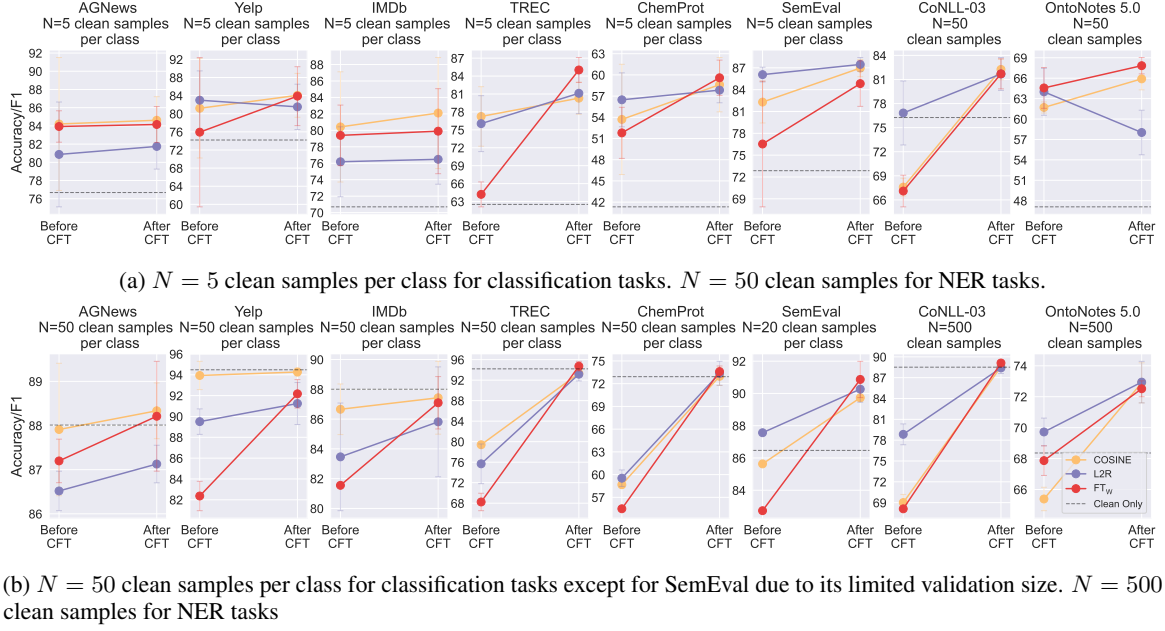 AGNews
N=5 clean samples
per class
Yelp
N=5 clean samples
per class
IMDb
N=5 clean samples
per class
TREC
N=5 clean samples
per class
ChemProt
N=5 clean samples
per class
SemEval
N=5 clean samples
per class
CoNLL-03
N=50
clean samples
OntoNotes 5.0
N=50
clean samples
Accuracy/F1
92
90
88
86
84
82
80
78
76
92
88
84
80
76
72
68
64
60
88
86
84
82
80
78
76
74
72
70
87
84
81
78
75
72
69
66
63
63
60
57
54
51
48
45
42
87
84
81
78
75
72
69
84
81
78
75
72
69
66
69
66
63
60
57
54
51
48
Before
CFT
After
CFT
Before
CFT
After
CFT
Before
CFT
After
CFT
Before
CFT
After
CFT
Before
CFT
After
CFT
Before
CFT
After
CFT
Before
CFT
After
CFT
Before
CFT
After
CFT
(a) N = 5 clean samples per class for classification tasks. N = 50 clean samples for NER tasks.
AGNews
N=50 clean samples
per class
Yelp
N=50 clean samples
per class
IMDb
N=50 clean samples
per class
TREC
N=50 clean samples
per class
ChemProt
N=50 clean samples
per class
SemEval
N=20 clean samples
per class
CoNLL-03
N=500
clean samples
OntoNotes 5.0
N=500
clean samples
Accuracy/F1
89
88
87
86
96
94
92
90
88
86
84
82
90
88
86
84
82
80
96
92
88
84
80
76
72
68
75
72
69
66
63
60
57
92
90
88
86
84
90
87
84
81
78
75
72
69
74
72
70
68
66
COSINE
L2R
FTW
Clean Only
Before
CFT
After
CFT
Before
CFT
After
CFT
Before
CFT
After
CFT
Before
CFT
After
CFT
Before
CFT
After
CFT
Before
CFT
After
CFT
Before
CFT
After
CFT
Before
CFT
After
CFT
(b) N = 50 clean samples per class for classification tasks except for SemEval due to its limited validation size. N = 500
clean samples for NER tasks